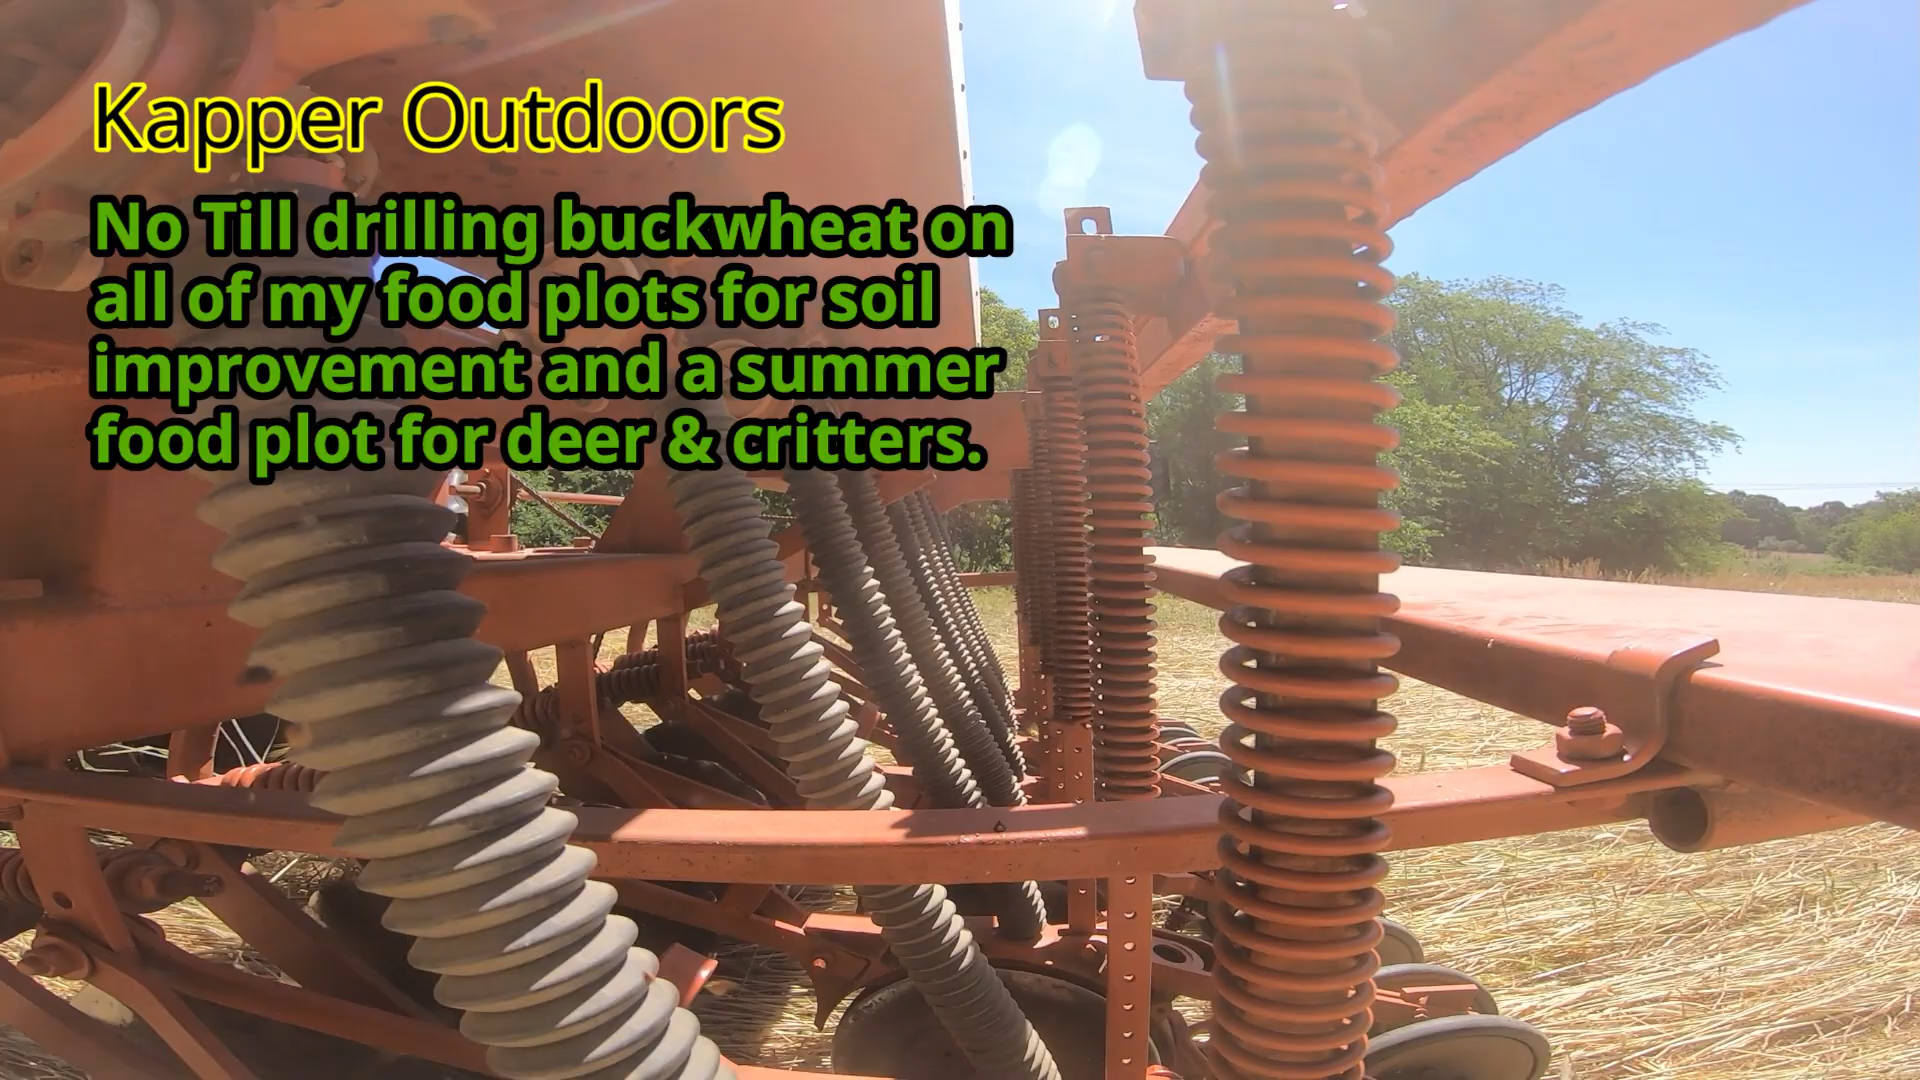 Kapper Outdoors
No Till drilling buckwheat on
all of my food plots for soil
improvement and a summer
food plot for deer & critters.